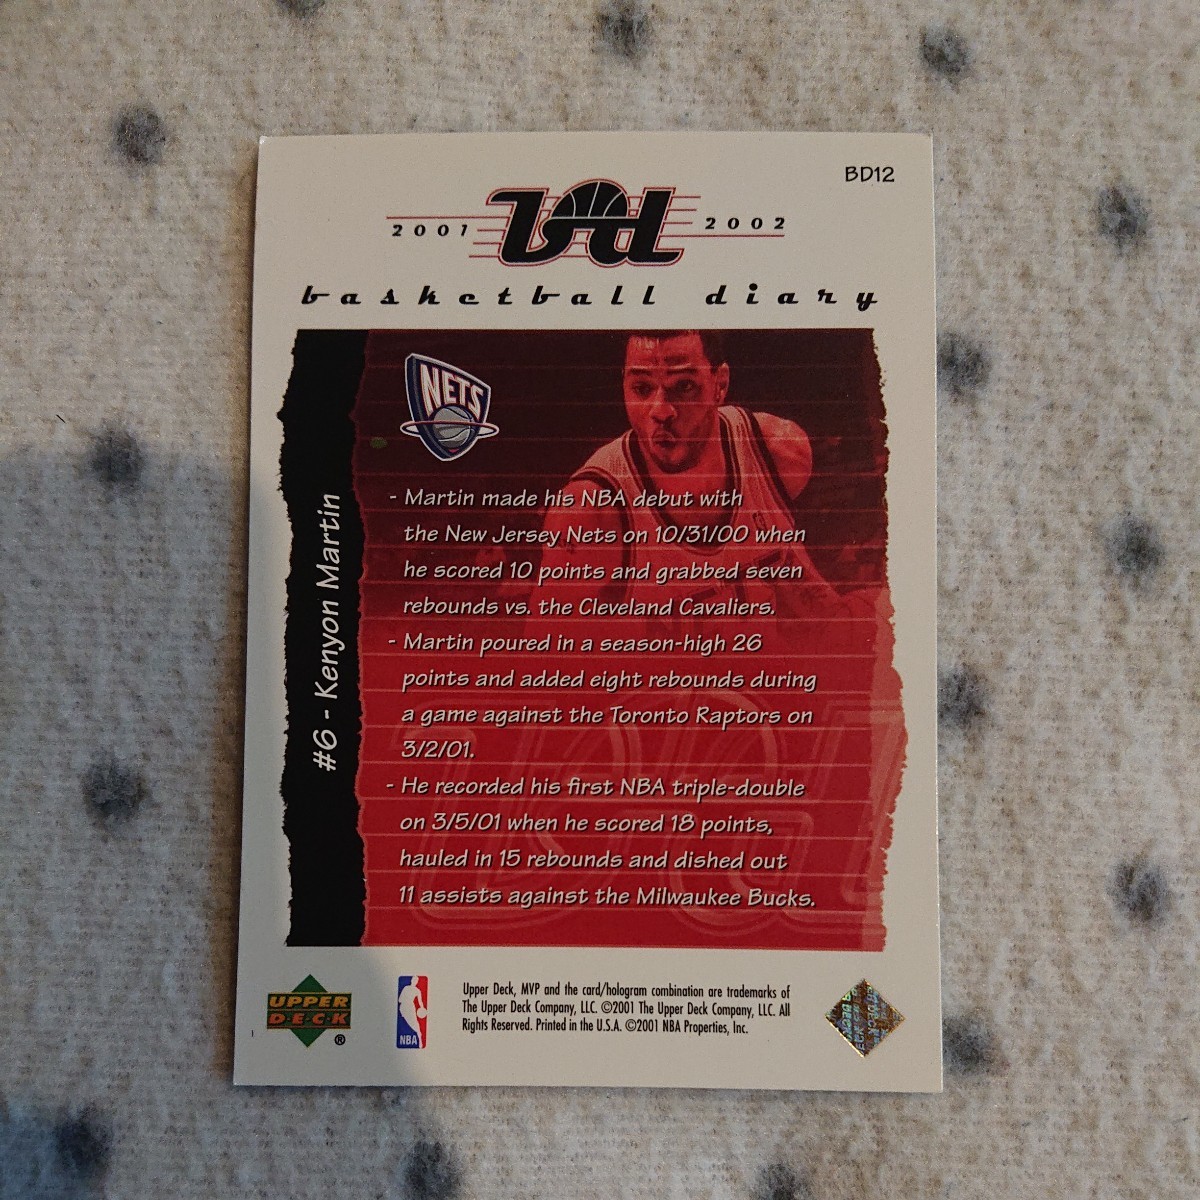 BD12
2001 bd 2002
basketball diary
NETS
#6 - Kenyon Martin
- Martin made his NBA debut with
the New Jersey Nets on 10/31/00 when
he scored 10 points and grabbed seven
rebounds vs. the Cleveland Cavaliers.
- Martin poured in a season-high 26
points and added eight rebounds during
a game against the Toronto Raptors on
3/2/01.
- He recorded his first NBA triple-double
on 3/5/01 when he scored 18 points,
hauled in 15 rebounds and dished out
11 assists against the Milwaukee Bucks.
UPPER
DECK
®
NBA
Upper Deck, MVP and the card/hologram combination are trademarks of
The Upper Deck Company, LLC. ©2001 The Upper Deck Company, LLC. All
Rights Reserved. Printed in the U.S.A. ©2001 NBA Properties, Inc.